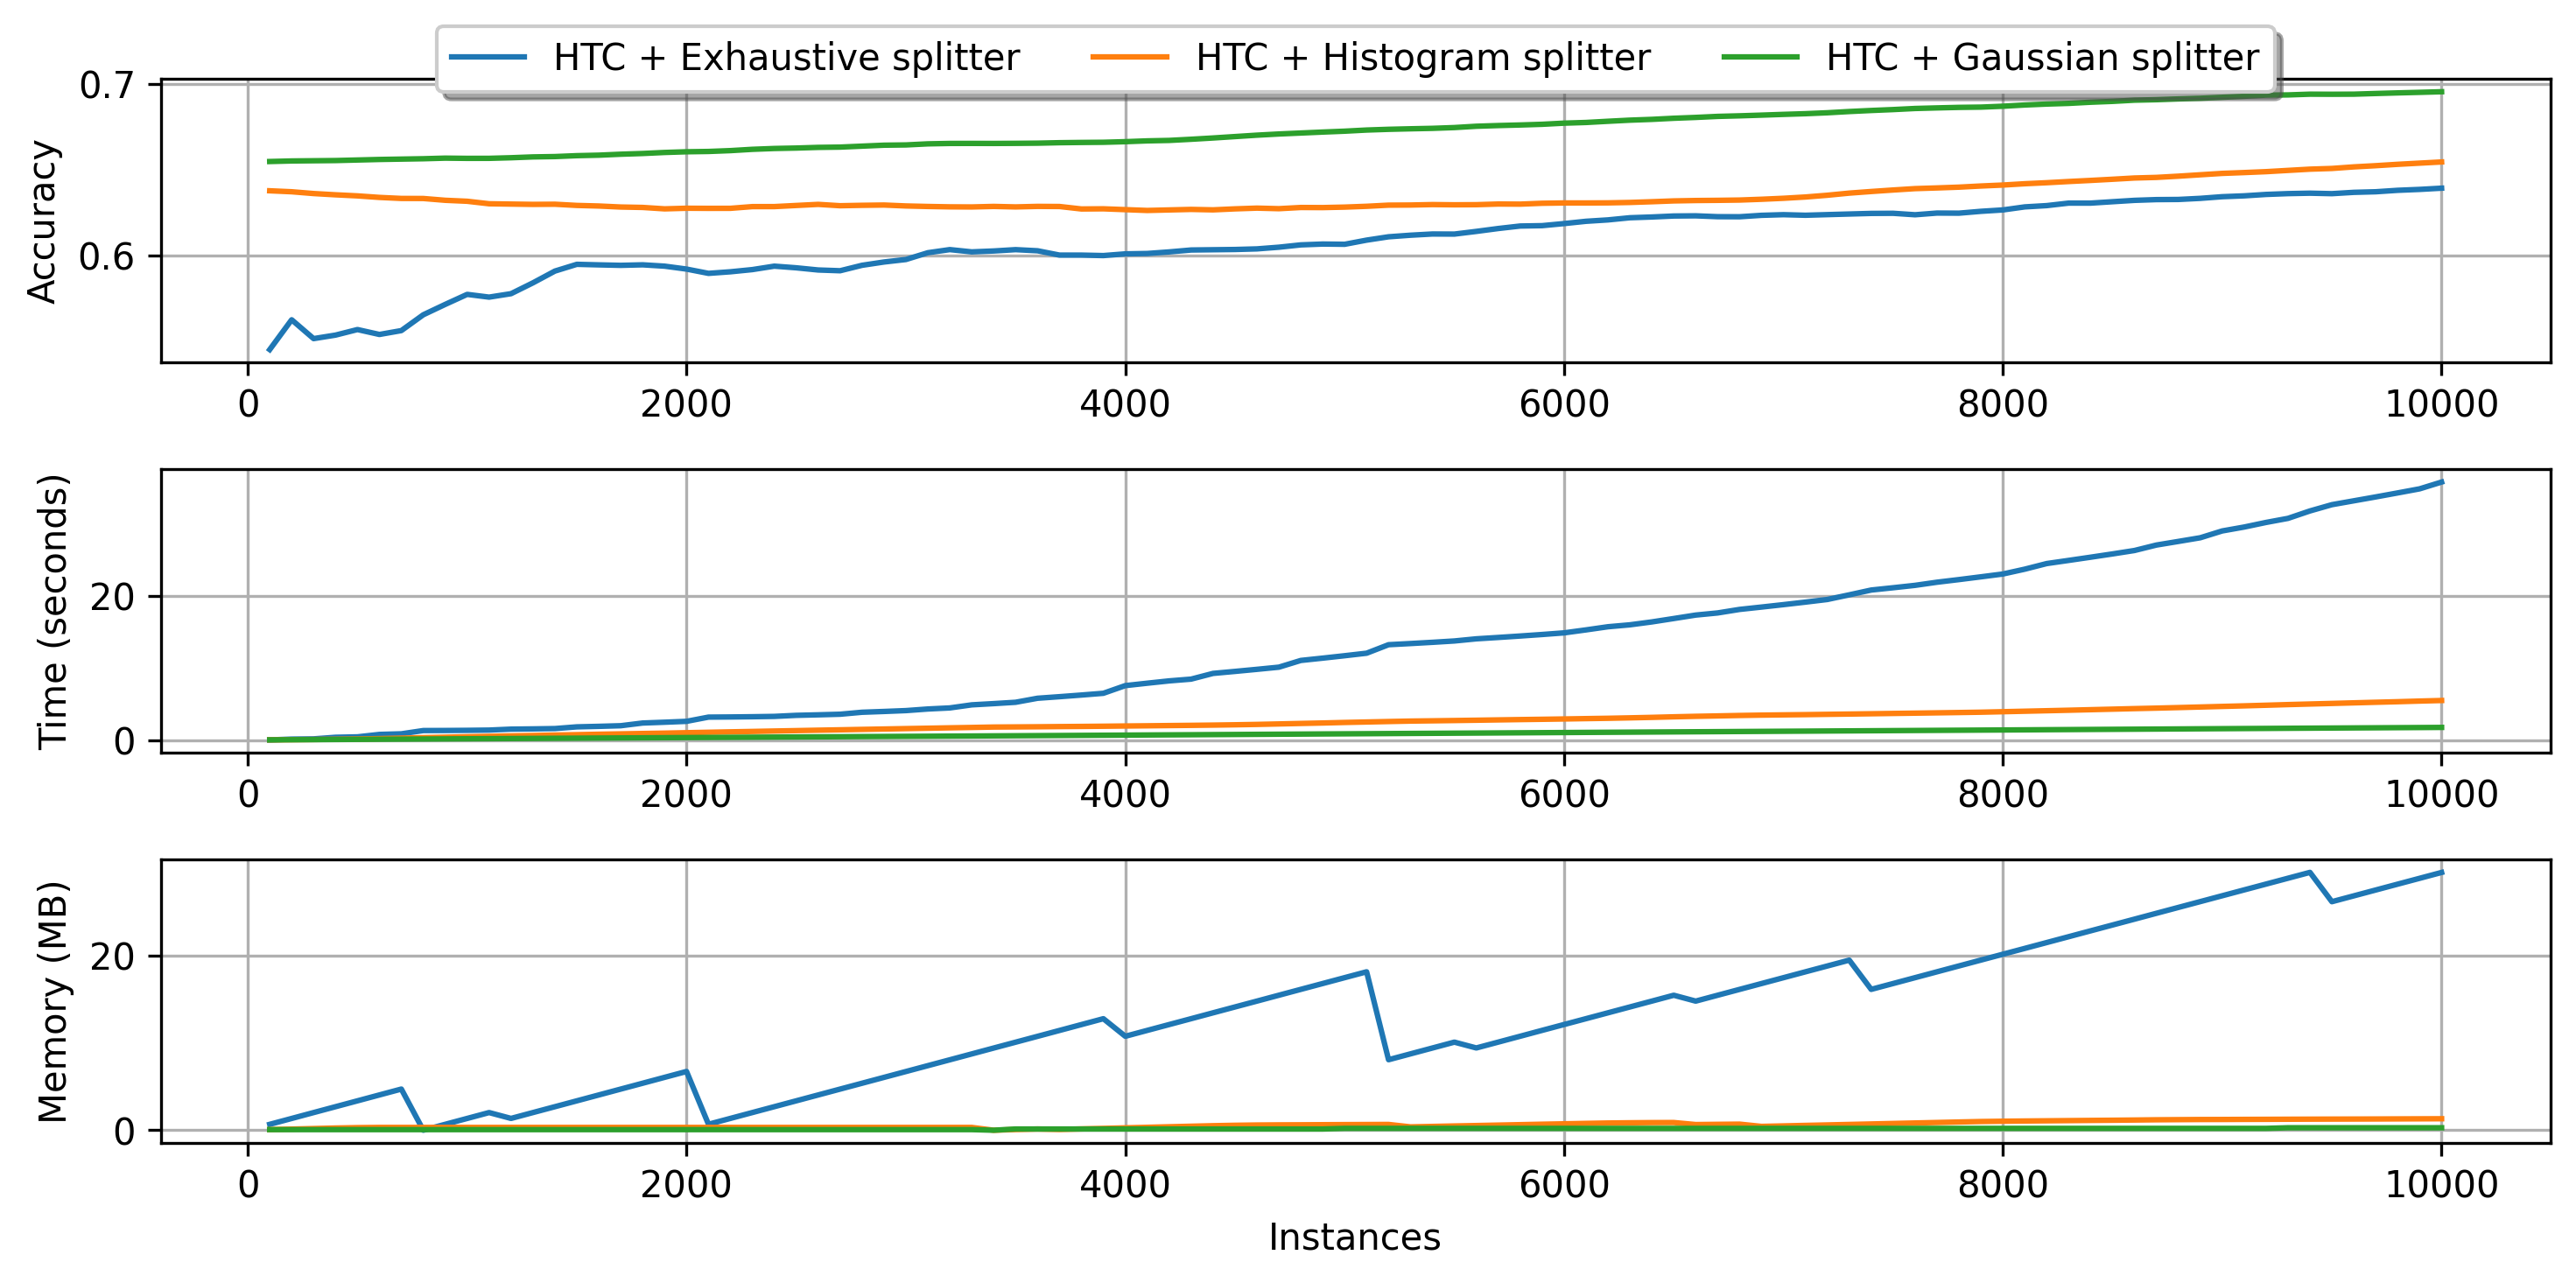 HTC + Exhaustive splitter HTC + Histogram splitter HTC + Gaussian splitter
0.7
0.6
Accuracy
0 2000 4000 6000 8000 10000
20
0
Time (seconds)
0 2000 4000 6000 8000 10000
20
0
Memory (MB)
0 2000 4000 6000 8000 10000
Instances